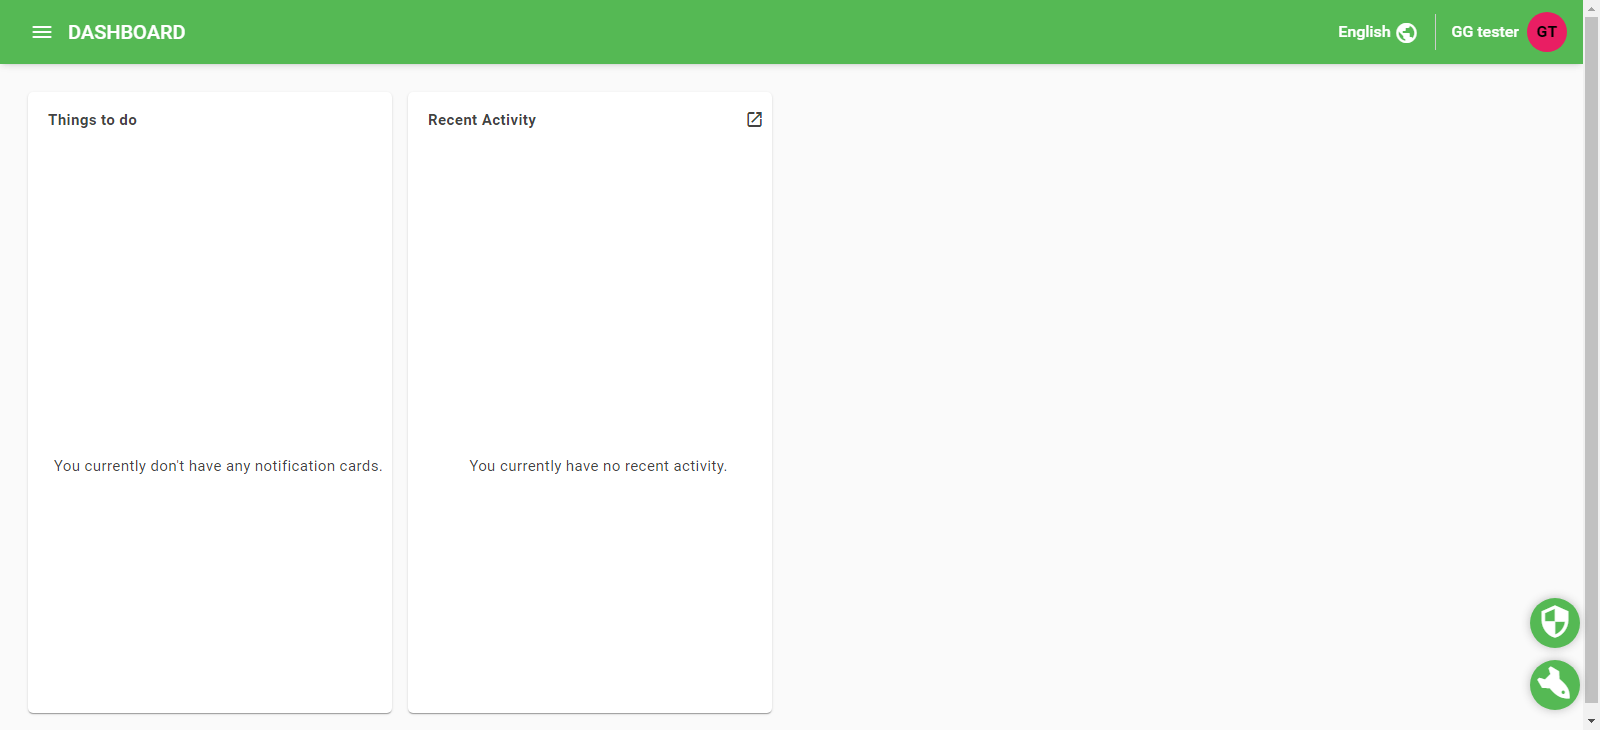 DASHBOARD
English
GG tester
GT
Things to do
Recent Activity
You currently don't have any notification cards.
You currently have no recent activity.